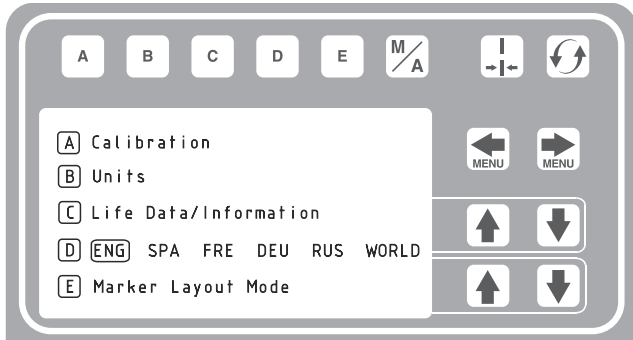 A B C D E M/A
MENU MENU
A Calibration
B Units
C Life Data/Information
D ENG SPA FRE DEU RUS WORLD
E Marker Layout Mode